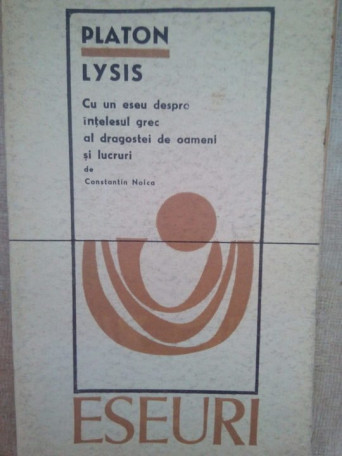 PLATON
LYSIS
Cu un eseu despre
înțelesul grec
al dragostei de oameni
și lucruri
de
Constantin Noica
ESEURI